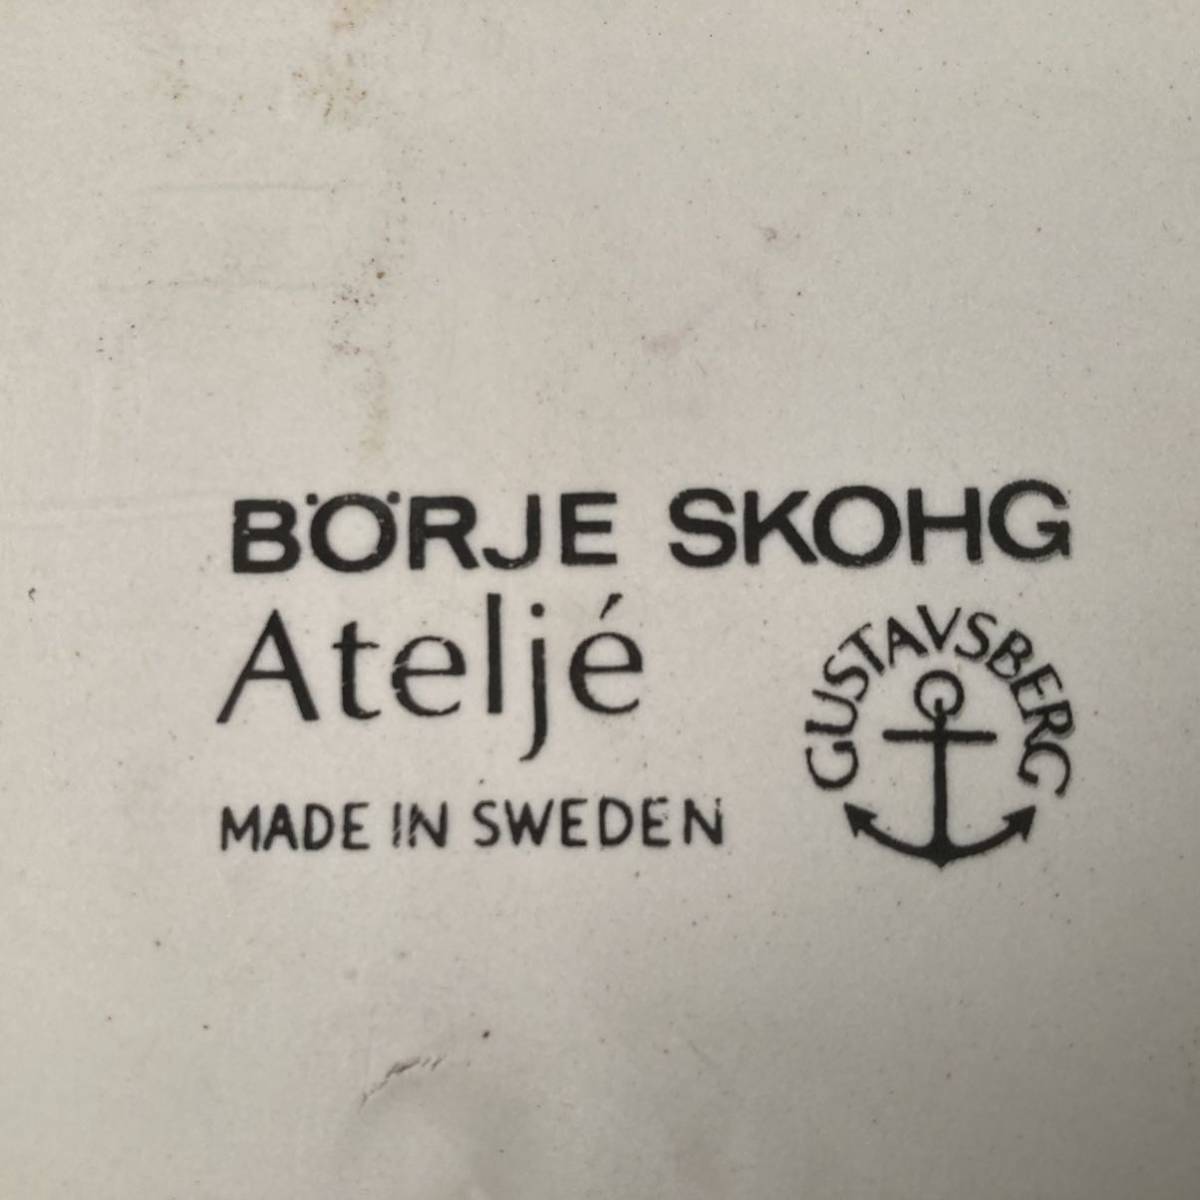 BÖRJE SKOHG
Ateljé
GUSTAVSBERG
MADE IN SWEDEN